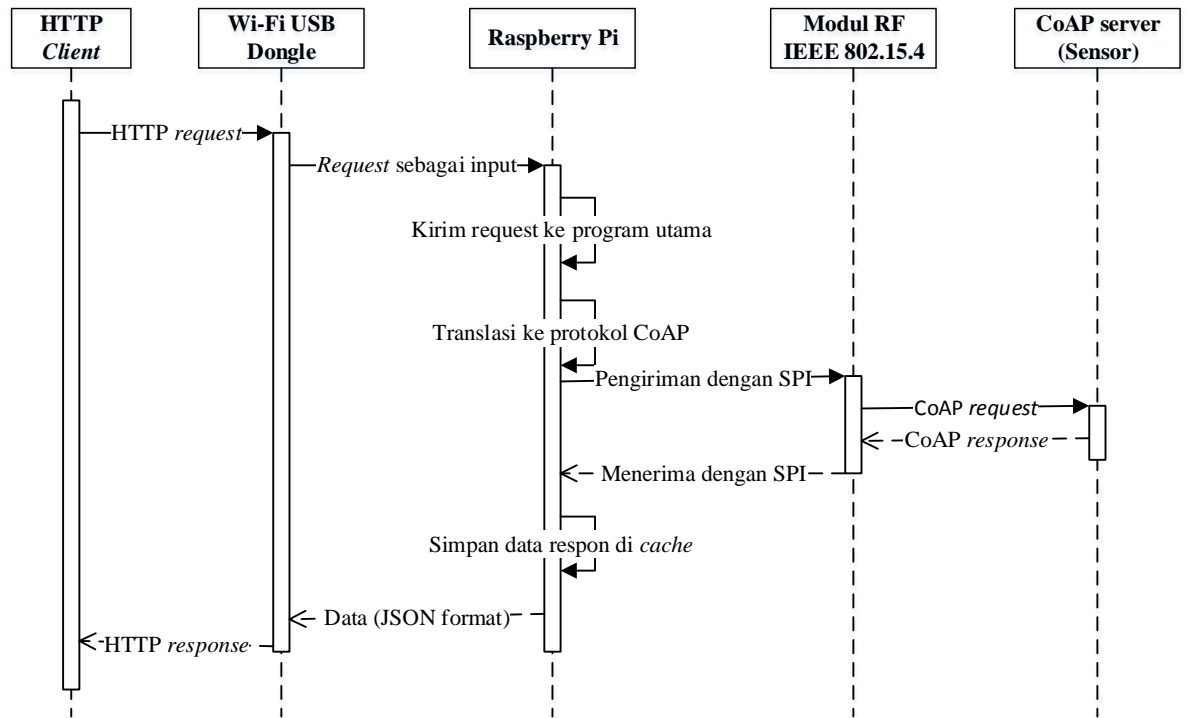 HTTP
Client
Wi-Fi USB
Dongle
Raspberry Pi
Modul RF
IEEE 802.15.4
CoAP server
(Sensor)
HTTP request
Request sebagai input
Kirim request ke program utama
Translasi ke protokol CoAP
Pengiriman dengan SPI
CoAP request
CoAP response
Menerima dengan SPI
Simpan data respon di cache
Data (JSON format)
HTTP response